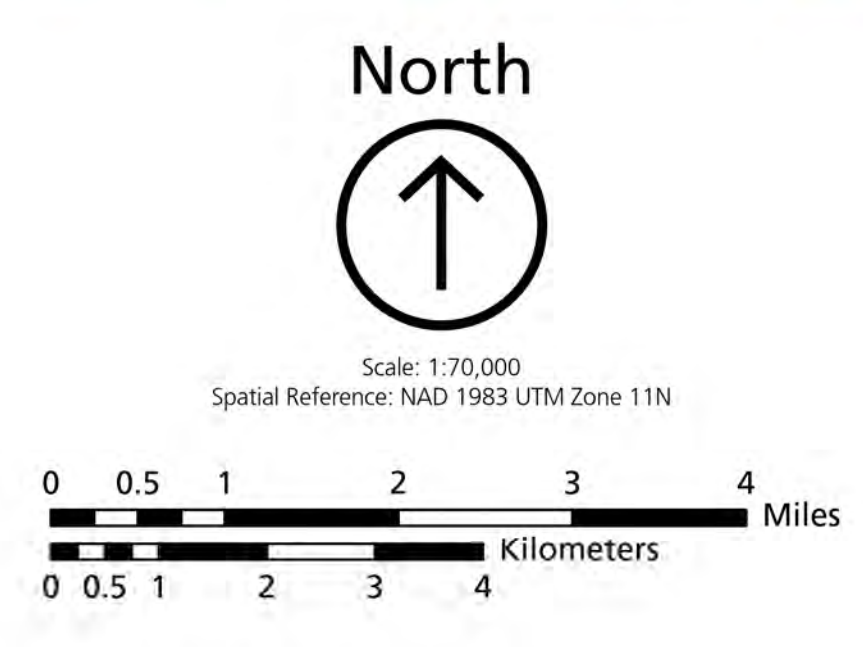 North
Scale: 1:70,000
Spatial Reference: NAD 1983 UTM Zone 11N
0 0.5 1 2 3 4
Miles
Kilometers
0 0.5 1 2 3 4